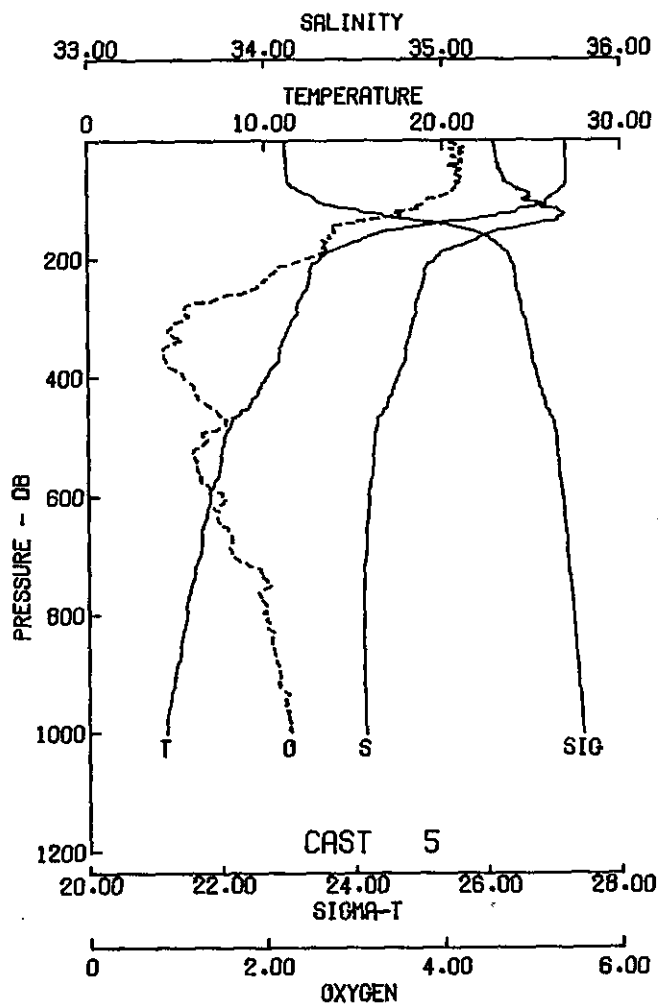 SALINITY
33.00 34.00 35.00 36.00
TEMPERATURE
0 10.00 20.00 30.00
200
400
600
800
1000
1200
PRESSURE - DB
T O S SIG
CAST 5
20.00 22.00 24.00 26.00 28.00
SIGMA-T
0 2.00 4.00 6.00
OXYGEN